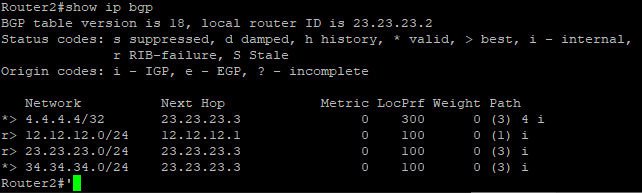 Router2#show ip bgp
BGP table version is 18, local router ID is 23.23.23.2
Status codes: s suppressed, d damped, h history, * valid, > best, i - internal,
              r RIB-failure, S Stale
Origin codes: i - IGP, e - EGP, ? - incomplete

   Network          Next Hop            Metric LocPrf Weight Path
*> 4.4.4.4/32       23.23.23.3               0    300      0 (3) 4 i
r> 12.12.12.0/24    12.12.12.1               0    100      0 (1) i
r> 23.23.23.0/24    23.23.23.3               0    100      0 (3) i
*> 34.34.34.0/24    23.23.23.3               0    100      0 (3) i
Router2#'